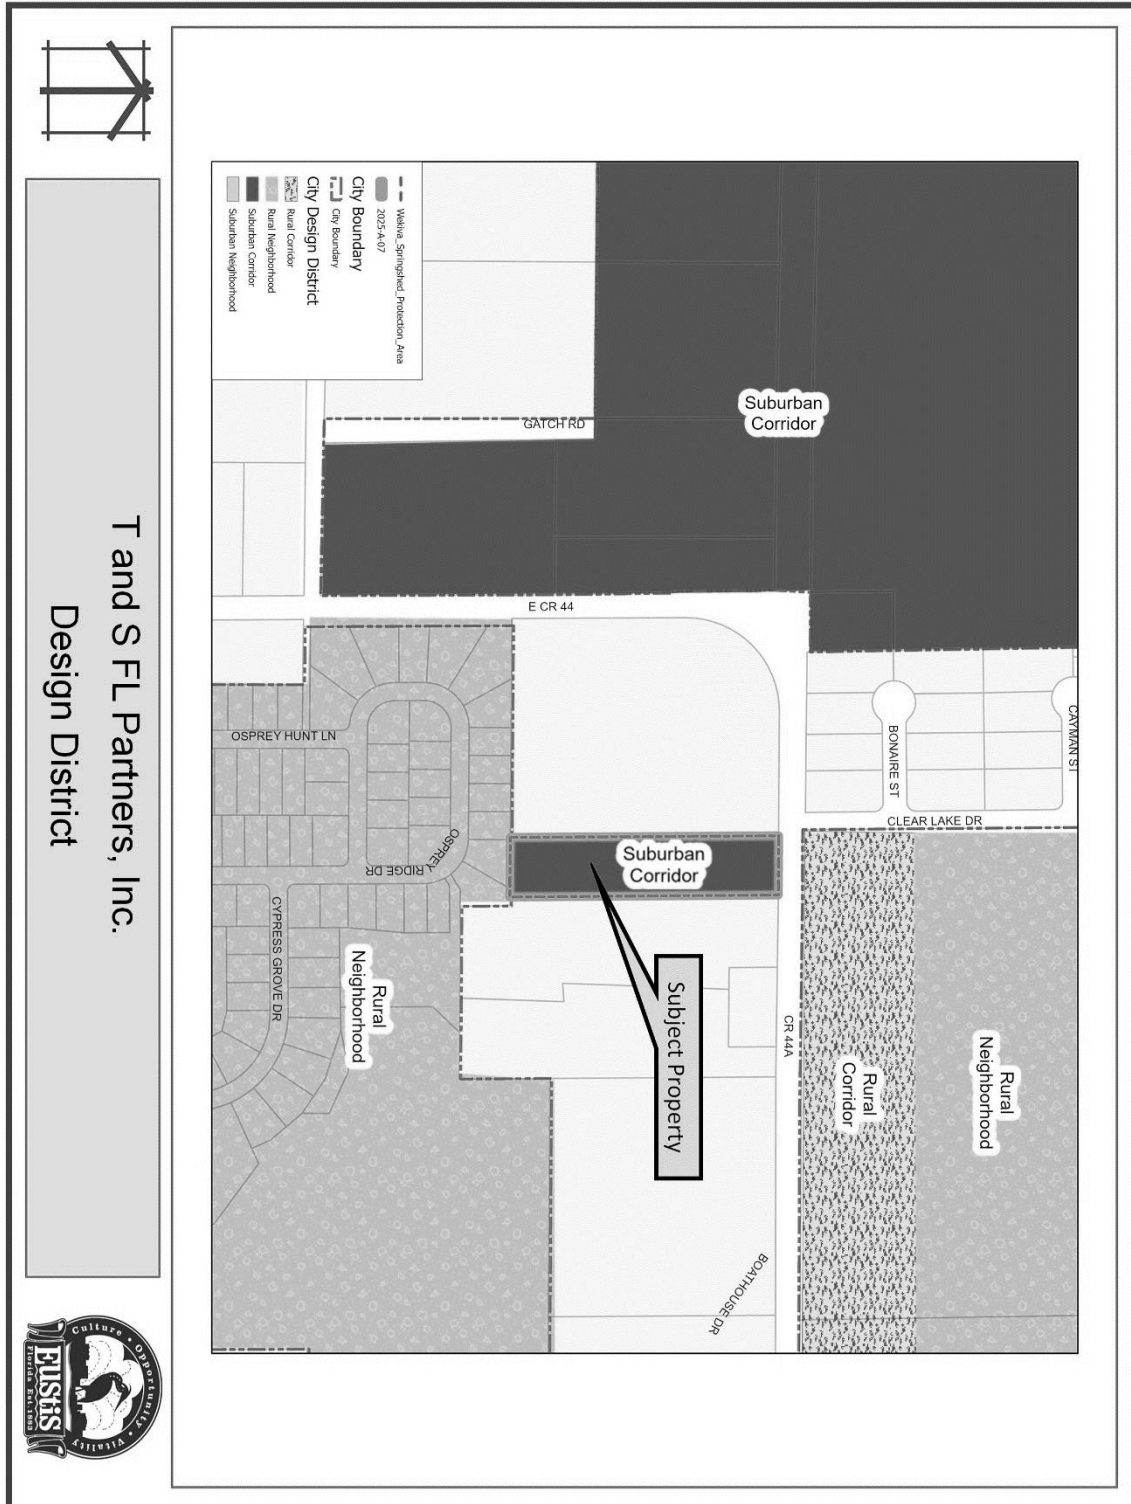 Wekiva_Springshed_Protection_Area
2025-A-07
City Boundary
City Boundary
City Design District
Rural Corridor
Rural Neighborhood
Suburban Corridor
Suburban Neighborhood
Suburban
Corridor
GATCH RD
E CR 44
CAYMAN ST
BONAIRE ST
CLEAR LAKE DR
OSPREY HUNT LN
OSPREY RIDGE DR
CYPRESS GROVE DR
Suburban
Corridor
Subject Property
CR 44A
Rural
Neighborhood
Rural
Corridor
Rural
Neighborhood
BOATHOUSE DR
T and S FL Partners, Inc.
Design District
Culture • Opportunity • Vitality
EUSTIS
Florida Est. 1883